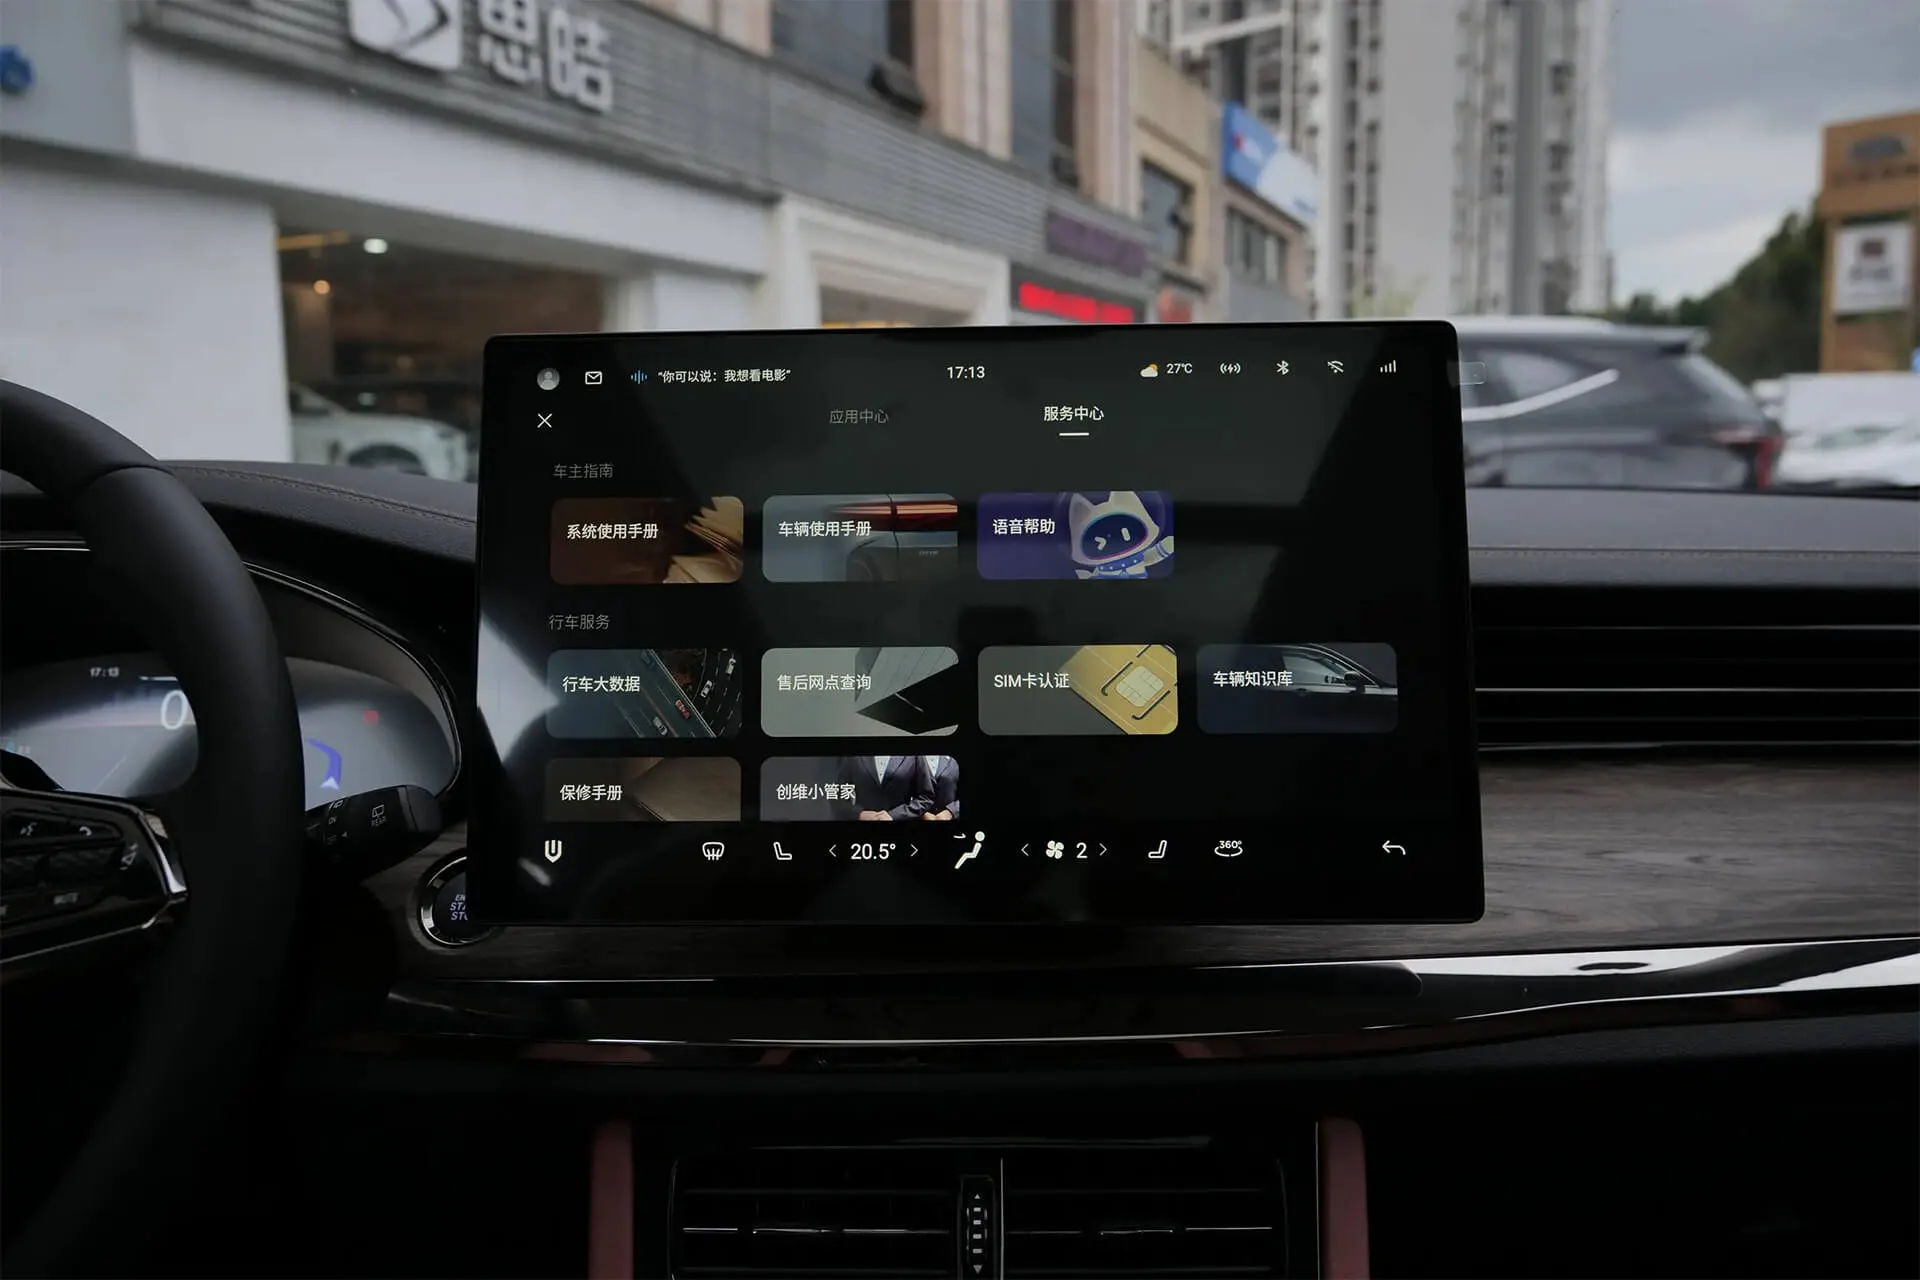 思皓
"你可以说：我想看电影"
17:13
27℃
应用中心
服务中心
车主指南
系统使用手册
车辆使用手册
语音帮助
行车服务
行车大数据
售后网点查询
SIM卡认证
车辆知识库
保修手册
创维小管家
20.5°
2
360°
17:13
0
ON
REAR
MUTE